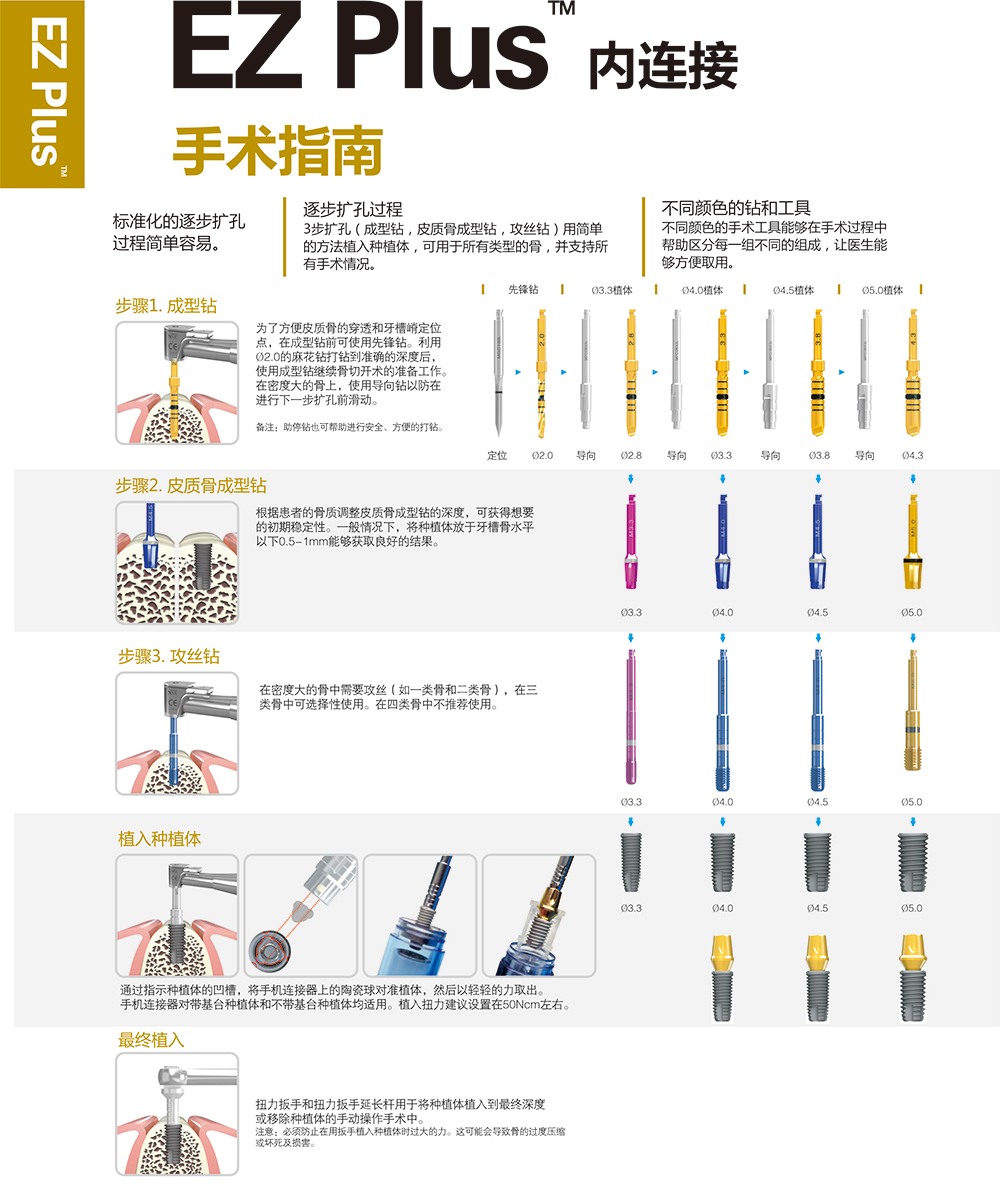 EZ Plus™
EZ Plus™ 内连接
手术指南
标准化的逐步扩孔
过程简单容易。
逐步扩孔过程
3步扩孔（成型钻，皮质骨成型钻，攻丝钻）用简单
的方法植入种植体，可用于所有类型的骨，并支持所
有手术情况。
不同颜色的钻和工具
不同颜色的手术工具能够在手术过程中
帮助区分每一组不同的组成，让医生能
够方便取用。
步骤1. 成型钻
为了方便皮质骨的穿透和牙槽嵴定位
点，在成型钻前可使用先锋钻。利用
Ø2.0的麻花钻打钻到准确的深度后，
使用成型钻继续骨切开术的准备工作。
在密度大的骨上，使用导向钻以防在
进行下一步扩孔前滑动。
备注：助停钻也可帮助进行安全、方便的打钻。
先锋钻 Ø3.3植体 Ø4.0植体 Ø4.5植体 Ø5.0植体
2.0 2.8 3.3 3.8 4.3
定位 Ø2.0 导向 Ø2.8 导向 Ø3.3 导向 Ø3.8 导向 Ø4.3
步骤2. 皮质骨成型钻
M4.5
根据患者的骨质调整皮质骨成型钻的深度，可获得想要
的初期稳定性。一般情况下，将种植体放于牙槽骨水平
以下0.5-1mm能够获取良好的结果。
M3.3 M4.0 M4.5 M5.0
Ø3.3 Ø4.0 Ø4.5 Ø5.0
步骤3. 攻丝钻
在密度大的骨中需要攻丝（如一类骨和二类骨），在三
类骨中可选择性使用。在四类骨中不推荐使用。
Ø3.3 Ø4.0 Ø4.5 Ø5.0
植入种植体
Ø3.3 Ø4.0 Ø4.5 Ø5.0
通过指示种植体的凹槽，将手机连接器上的陶瓷球对准植体，然后以轻轻的力取出。
手机连接器对带基台种植体和不带基台种植体均适用。植入扭力建议设置在50Ncm左右。
最终植入
扭力扳手和扭力扳手延长杆用于将种植体植入到最终深度
或移除种植体的手动操作手术中。
注意：必须防止在用扳手植入种植体时过大的力。这可能会导致骨的过度压缩
或坏死及损害。